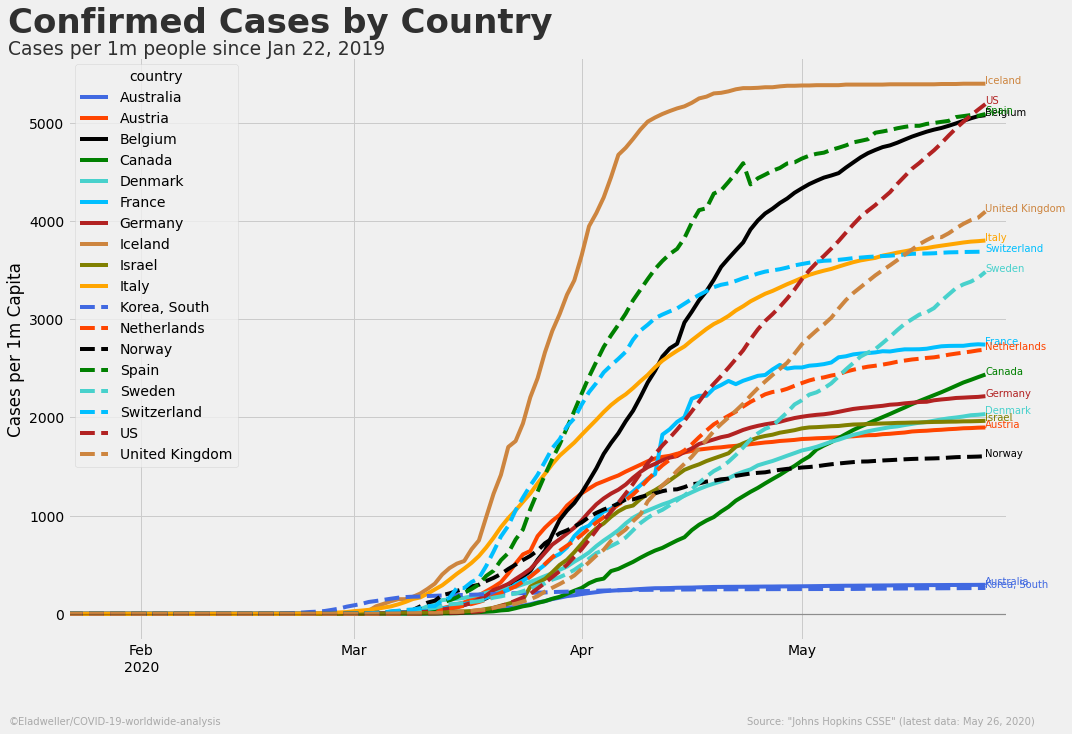 Confirmed Cases by Country
Cases per 1m people since Jan 22, 2019
country
Australia
Austria
Belgium
Canada
Denmark
France
Germany
Iceland
Israel
Italy
Korea, South
Netherlands
Norway
Spain
Sweden
Switzerland
US
United Kingdom
Cases per 1m Capita
5000
4000
3000
2000
1000
0
Feb
2020
Mar
Apr
May
Iceland
US
Spain
Belgium
United Kingdom
Italy
Switzerland
Sweden
France
Netherlands
Canada
Germany
Denmark
Israel
Austria
Norway
Australia
Korea, South
©Eladweller/COVID-19-worldwide-analysis
Source: "Johns Hopkins CSSE" (latest data: May 26, 2020)